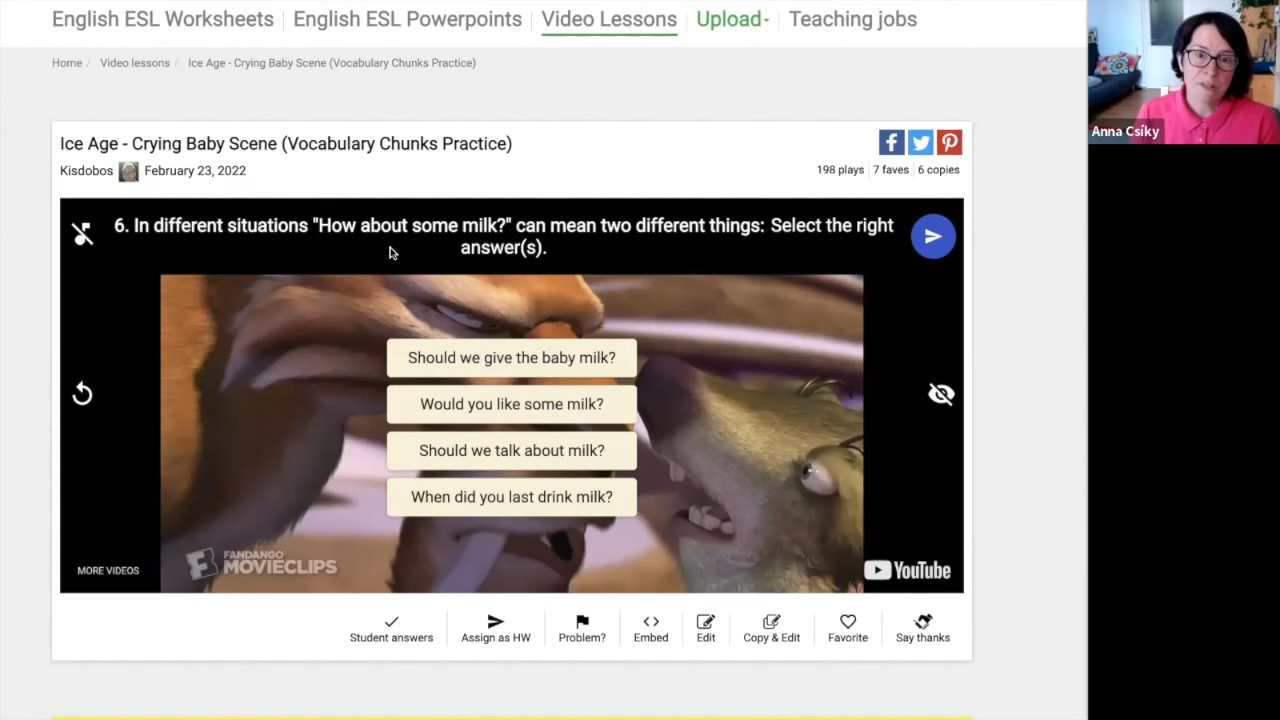 English ESL Worksheets
English ESL Powerpoints
Video Lessons
Upload
Teaching jobs
Home / Video lessons / Ice Age - Crying Baby Scene (Vocabulary Chunks Practice)
Ice Age - Crying Baby Scene (Vocabulary Chunks Practice)
Kisdobos February 23, 2022
198 plays 7 faves 6 copies
6. In different situations "How about some milk?" can mean two different things: Select the right
answer(s).
Should we give the baby milk?
Would you like some milk?
Should we talk about milk?
When did you last drink milk?
FANDANGO
MOVIECLIPS
MORE VIDEOS
YouTube
Student answers
Assign as HW
Problem?
Embed
Edit
Copy & Edit
Favorite
Say thanks
Anna Csíky